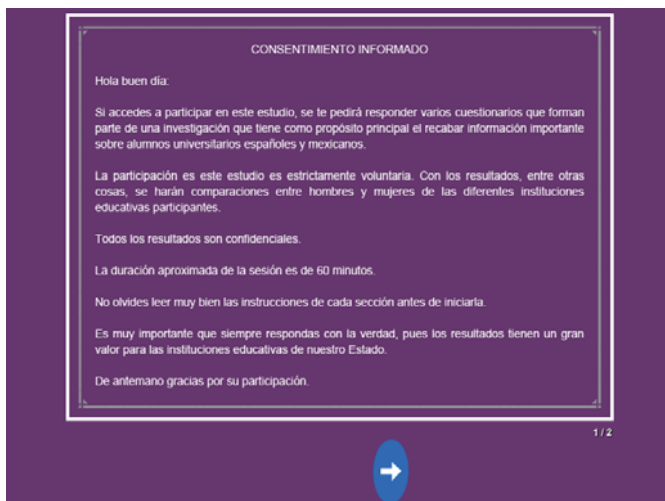 CONSENTIMIENTO INFORMADO
Hola buen día:
Si accedes a participar en este estudio, se te pedirá responder varios cuestionarios que forman
parte de una investigación que tiene como propósito principal el recabar información importante
sobre alumnos universitarios españoles y mexicanos.
La participación es este estudio es estrictamente voluntaria. Con los resultados, entre otras
cosas, se harán comparaciones entre hombres y mujeres de las diferentes instituciones
educativas participantes.
Todos los resultados son confidenciales.
La duración aproximada de la sesión es de 60 minutos.
No olvides leer muy bien las instrucciones de cada sección antes de iniciarla.
Es muy importante que siempre respondas con la verdad, pues los resultados tienen un gran
valor para las instituciones educativas de nuestro Estado.
De antemano gracias por su participación.
1 / 2